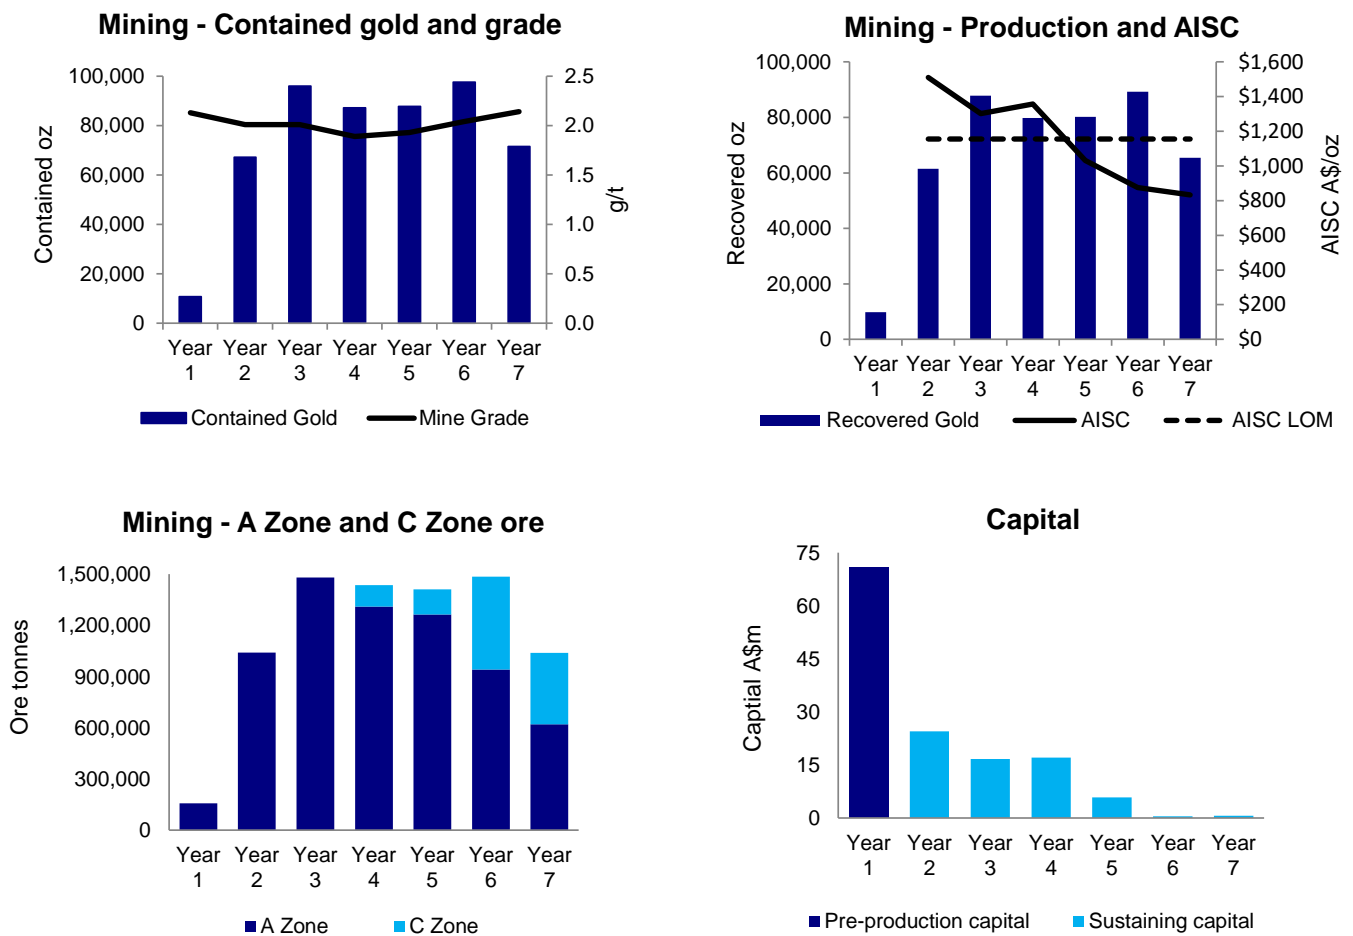 Mining - Contained gold and grade
100,000
80,000
60,000
40,000
20,000
0
Contained oz
2.5
2.0
1.5
1.0
0.5
0.0
g/t
Year 1
Year 2
Year 3
Year 4
Year 5
Year 6
Year 7
Contained Gold
Mine Grade
Mining - Production and AISC
100,000
80,000
60,000
40,000
20,000
0
Recovered oz
$1,600
$1,400
$1,200
$1,000
$800
$600
$400
$200
$0
AISC A$/oz
Year 1
Year 2
Year 3
Year 4
Year 5
Year 6
Year 7
Recovered Gold
AISC
AISC LOM
Mining - A Zone and C Zone ore
1,500,000
1,200,000
900,000
600,000
300,000
0
Ore tonnes
Year 1
Year 2
Year 3
Year 4
Year 5
Year 6
Year 7
A Zone
C Zone
Capital
75
60
45
30
15
0
Captial A$m
Year 1
Year 2
Year 3
Year 4
Year 5
Year 6
Year 7
Pre-production capital
Sustaining capital